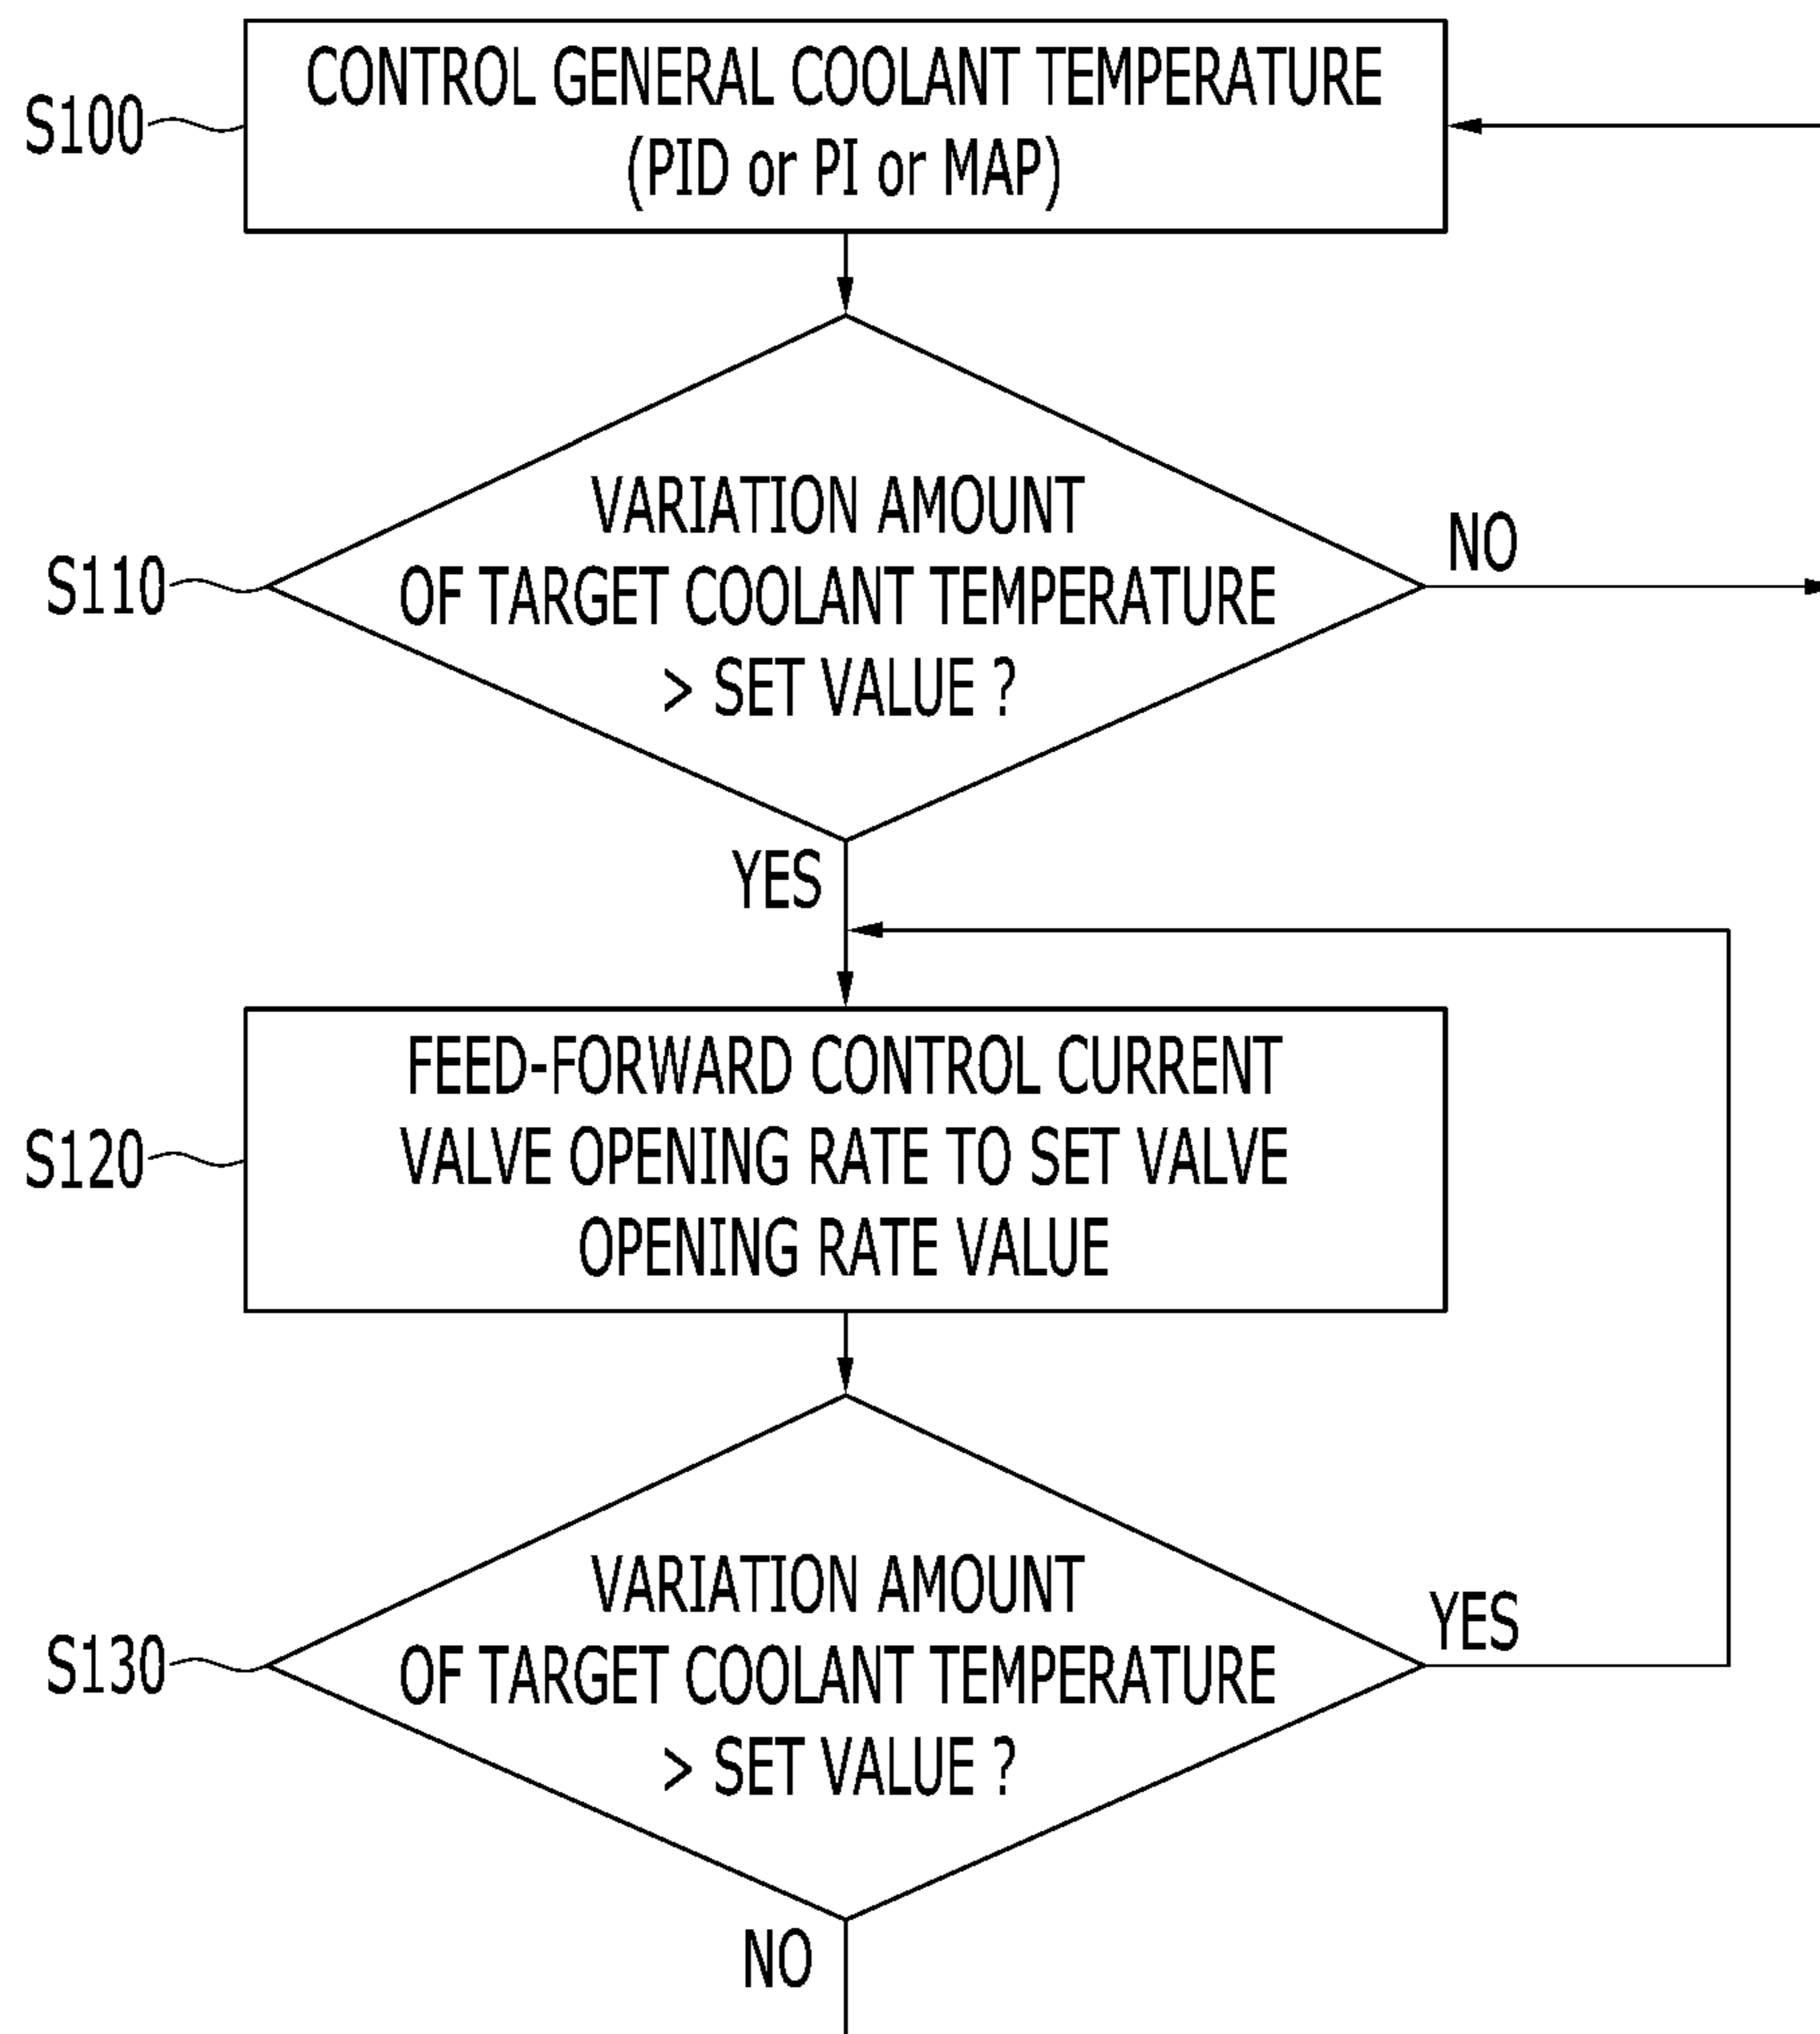 S100
CONTROL GENERAL COOLANT TEMPERATURE
(PID or PI or MAP)
S110
VARIATION AMOUNT
OF TARGET COOLANT TEMPERATURE
> SET VALUE ?
NO
YES
S120
FEED-FORWARD CONTROL CURRENT
VALVE OPENING RATE TO SET VALVE
OPENING RATE VALUE
S130
VARIATION AMOUNT
OF TARGET COOLANT TEMPERATURE
> SET VALUE ?
YES
NO